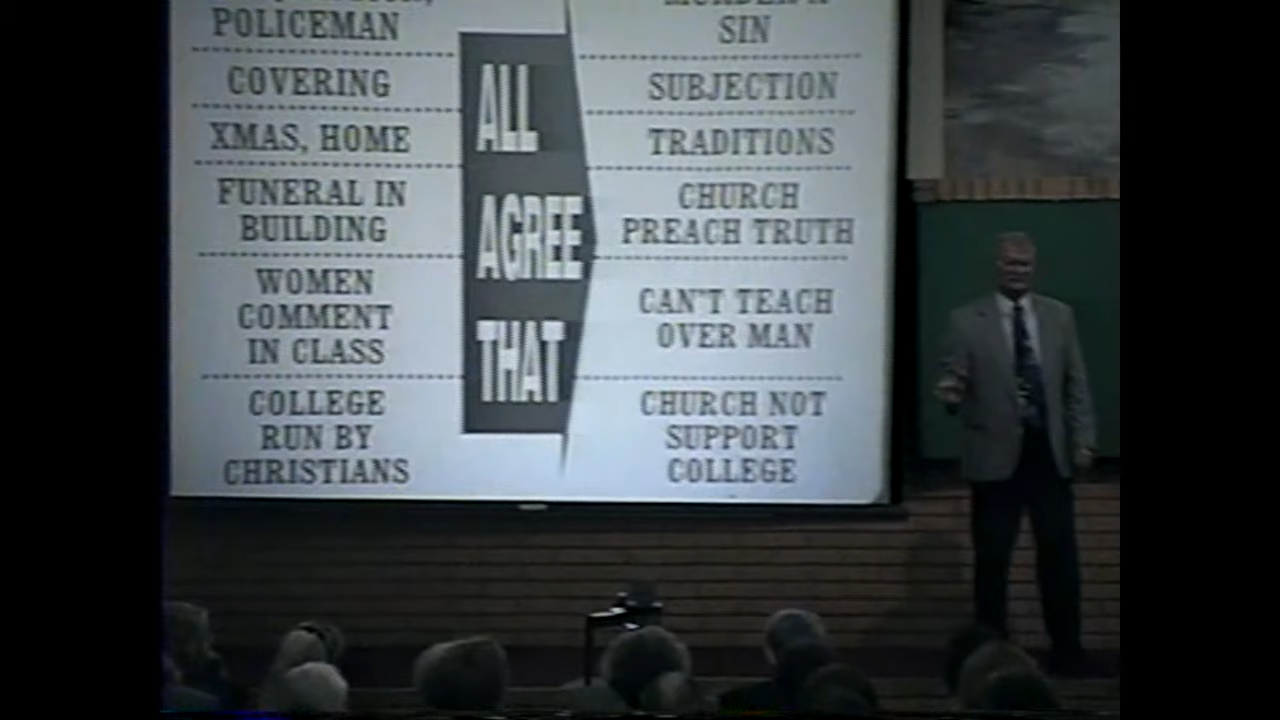 POLICEMAN
COVERING
XMAS, HOME
FUNERAL IN
BUILDING
WOMEN
COMMENT
IN CLASS
COLLEGE
RUN BY
CHRISTIANS
ALL
AGREE
THAT
SIN
SUBJECTION
TRADITIONS
CHURCH
PREACH TRUTH
CAN'T TEACH
OVER MAN
CHURCH NOT
SUPPORT
COLLEGE